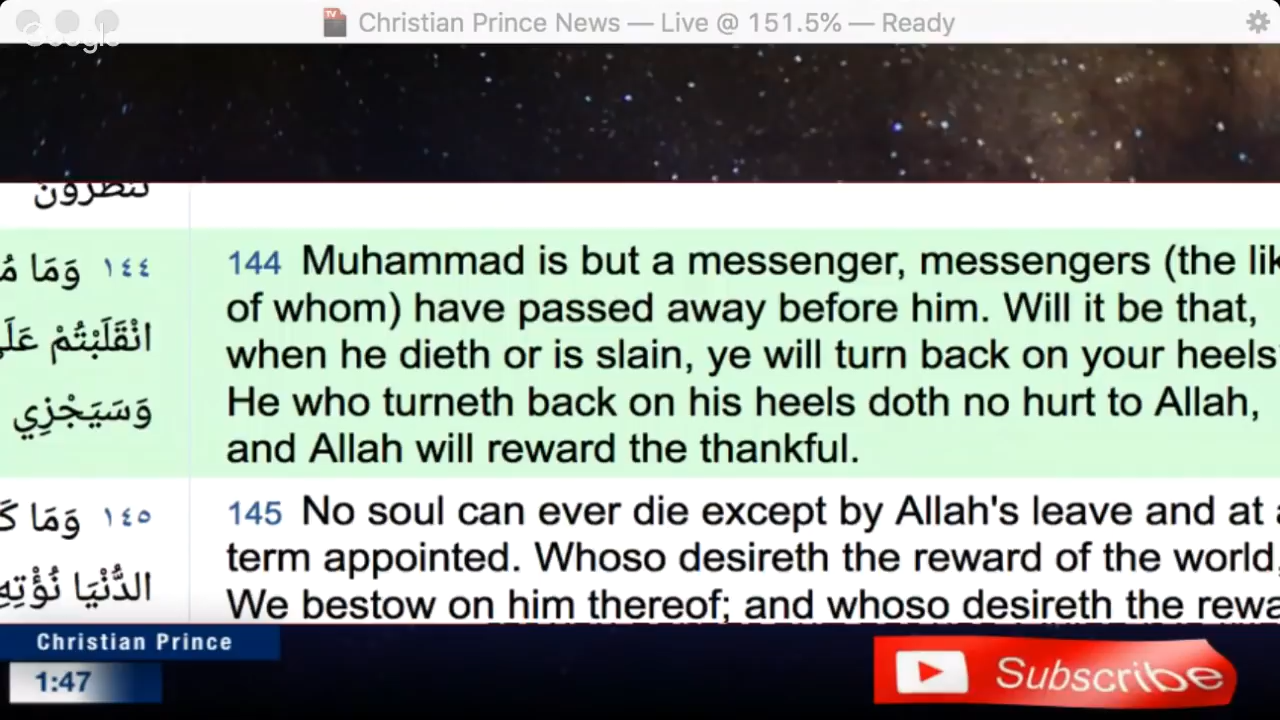 Christian Prince News — Live @ 151.5% — Ready
Google
تنظرون
١٤٤ وَمَا
انْقَلَبْتُمْ
وَسَيَجْزِي
144 Muhammad is but a messenger, messengers (the lik
of whom) have passed away before him. Will it be that,
when he dieth or is slain, ye will turn back on your heels
He who turneth back on his heels doth no hurt to Allah,
and Allah will reward the thankful.
١٤٥ وَمَا
الدُّنْيَا نُؤْتِهِ
145 No soul can ever die except by Allah's leave and at a
term appointed. Whoso desireth the reward of the world,
We bestow on him thereof; and whoso desireth the rewa
Christian Prince
1:47
Subscribe